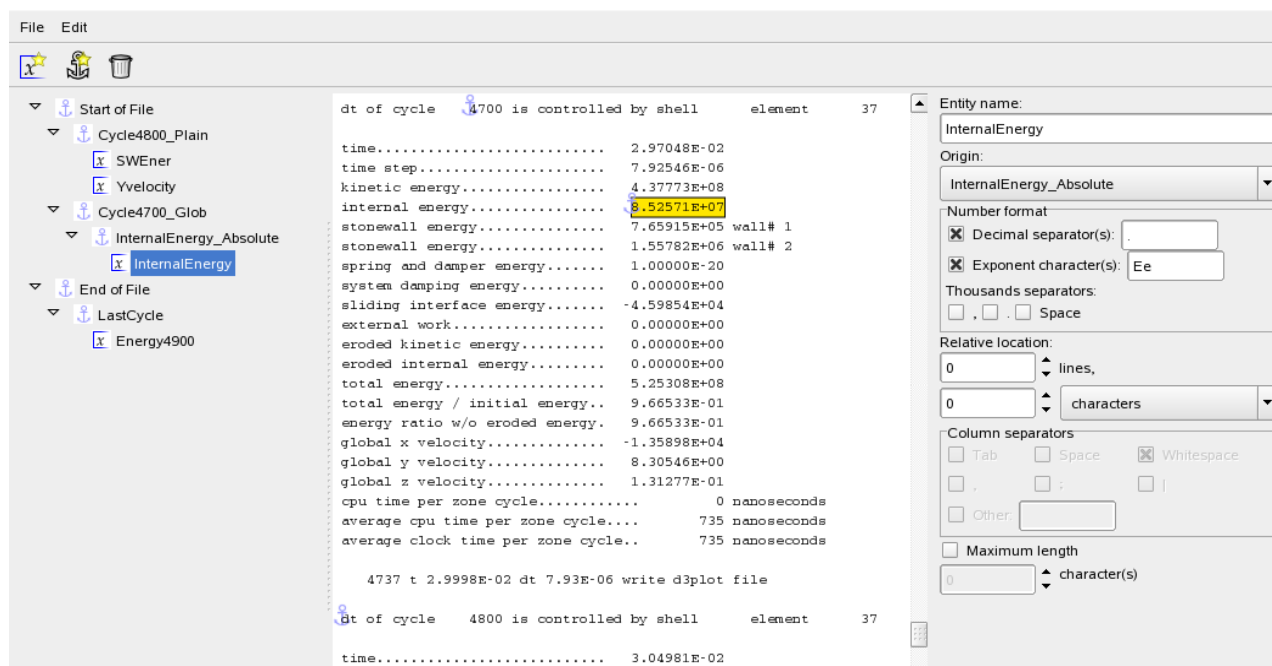 File Edit
Start of File
Cycle4800_Plain
x SWEner
x Yvelocity
Cycle4700_Glob
InternalEnergy_Absolute
x InternalEnergy
End of File
LastCycle
x Energy4900
dt of cycle 4700 is controlled by shell element 37
time.......................... 2.97048E-02
time step..................... 7.92546E-06
kinetic energy................ 4.37773E+08
internal energy............... 8.52571E+07
stonewall energy.............. 7.65915E+05 wall# 1
stonewall energy.............. 1.55782E+06 wall# 2
spring and damper energy...... 1.00000E-20
system damping energy......... 0.00000E+00
sliding interface energy...... -4.59854E+04
external work................. 0.00000E+00
eroded kinetic energy......... 0.00000E+00
eroded internal energy........ 0.00000E+00
total energy.................. 5.25308E+08
total energy / initial energy.. 9.66533E-01
energy ratio w/o eroded energy. 9.66533E-01
global x velocity.............. -1.35898E+04
global y velocity.............. 8.30546E+00
global z velocity.............. 1.31277E-01
cpu time per zone cycle............ 0 nanoseconds
average cpu time per zone cycle.... 735 nanoseconds
average clock time per zone cycle.. 735 nanoseconds
4737 t 2.9998E-02 dt 7.93E-06 write d3plot file
dt of cycle 4800 is controlled by shell element 37
time.......................... 3.04981E-02
Entity name:
InternalEnergy
Origin:
InternalEnergy_Absolute
Number format
Decimal separator(s): .
Exponent character(s): Ee
Thousands separators:
, . Space
Relative location:
0 lines,
0 characters
Column separators
Tab Space Whitespace
, ; |
Other:
Maximum length
0 character(s)